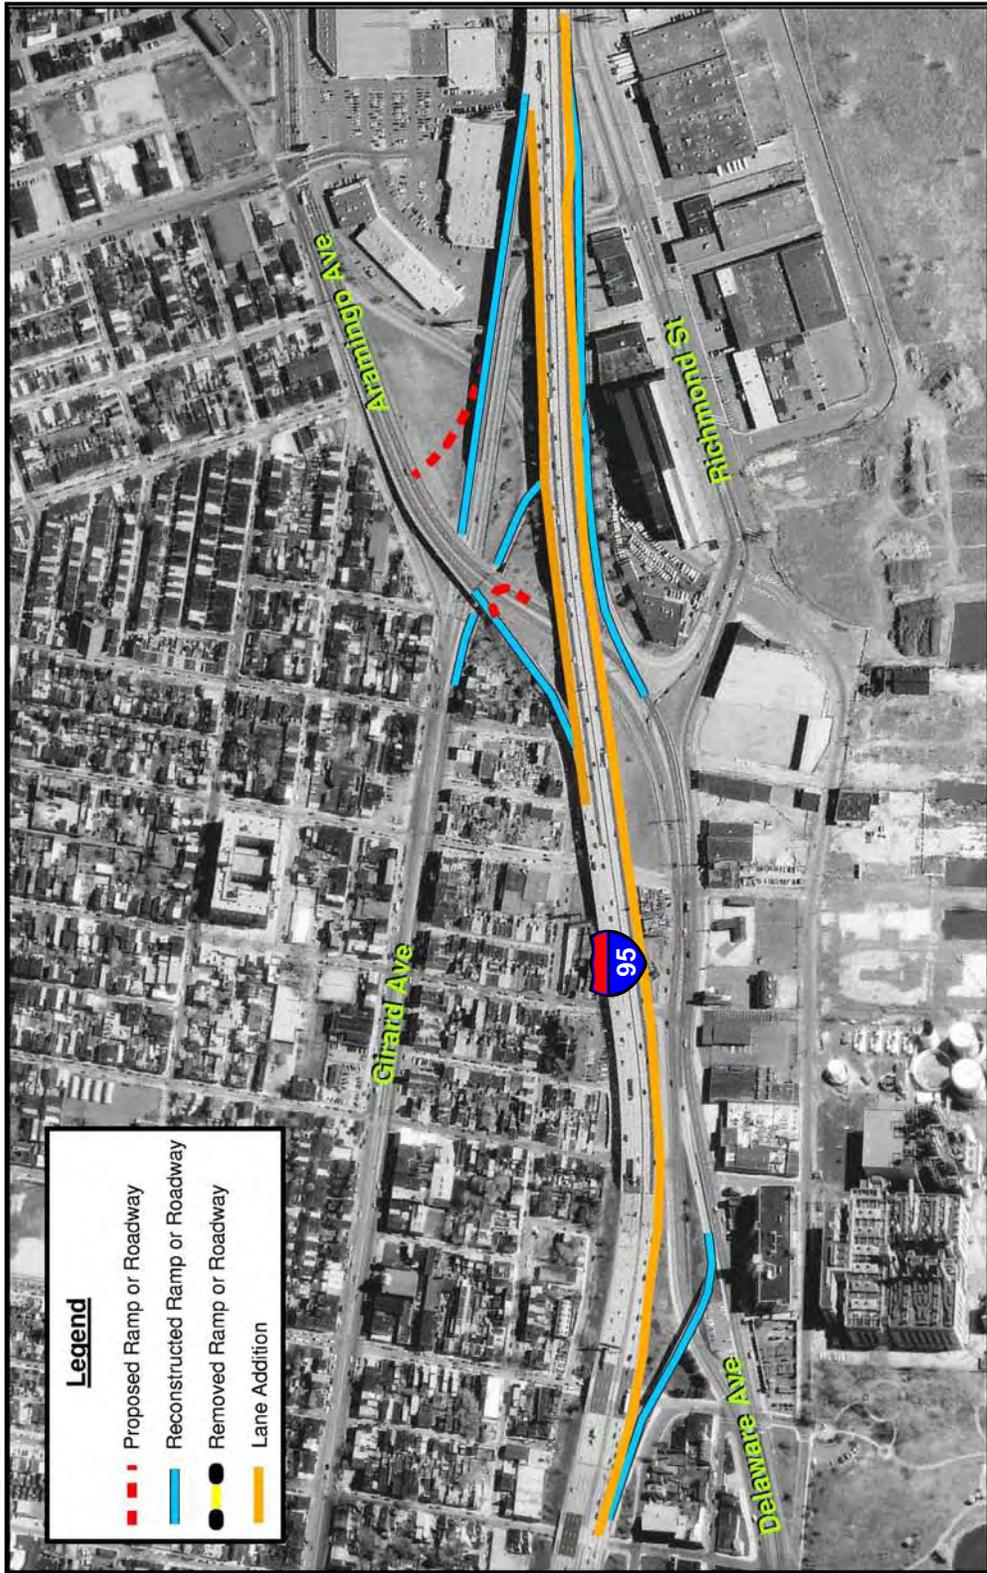 Legend
Proposed Ramp or Roadway
Reconstructed Ramp or Roadway
Removed Ramp or Roadway
Lane Addition
Girard Ave
Aramingo Ave
95
Delaware Ave
Richmond St